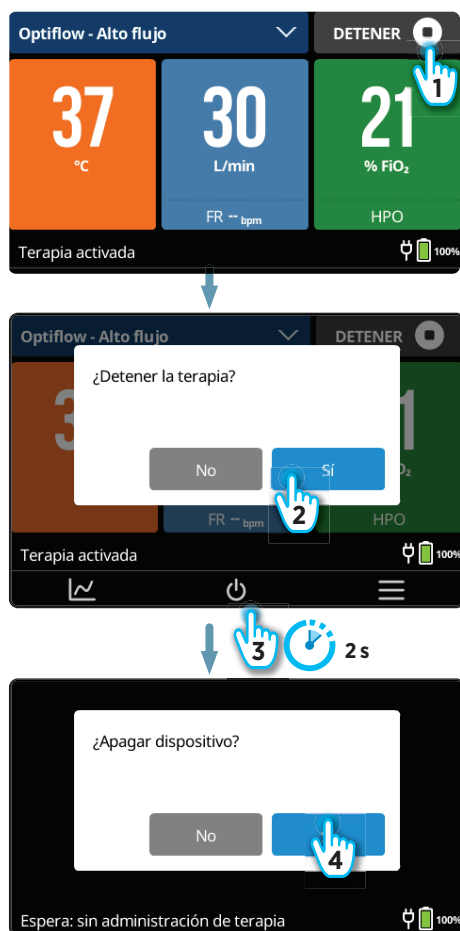 Optiflow - Alto flujo DETENER
1
37 30 21
°C L/min % FiO₂
FR -- bpm HPO
Terapia activada 100%
Optiflow - Alto flujo DETENER
¿Detener la terapia?
3 1
No Sí
2
FR -- bpm HPO
Terapia activada 100%
3 2 s
¿Apagar dispositivo?
No
4
Espera: sin administración de terapia 100%